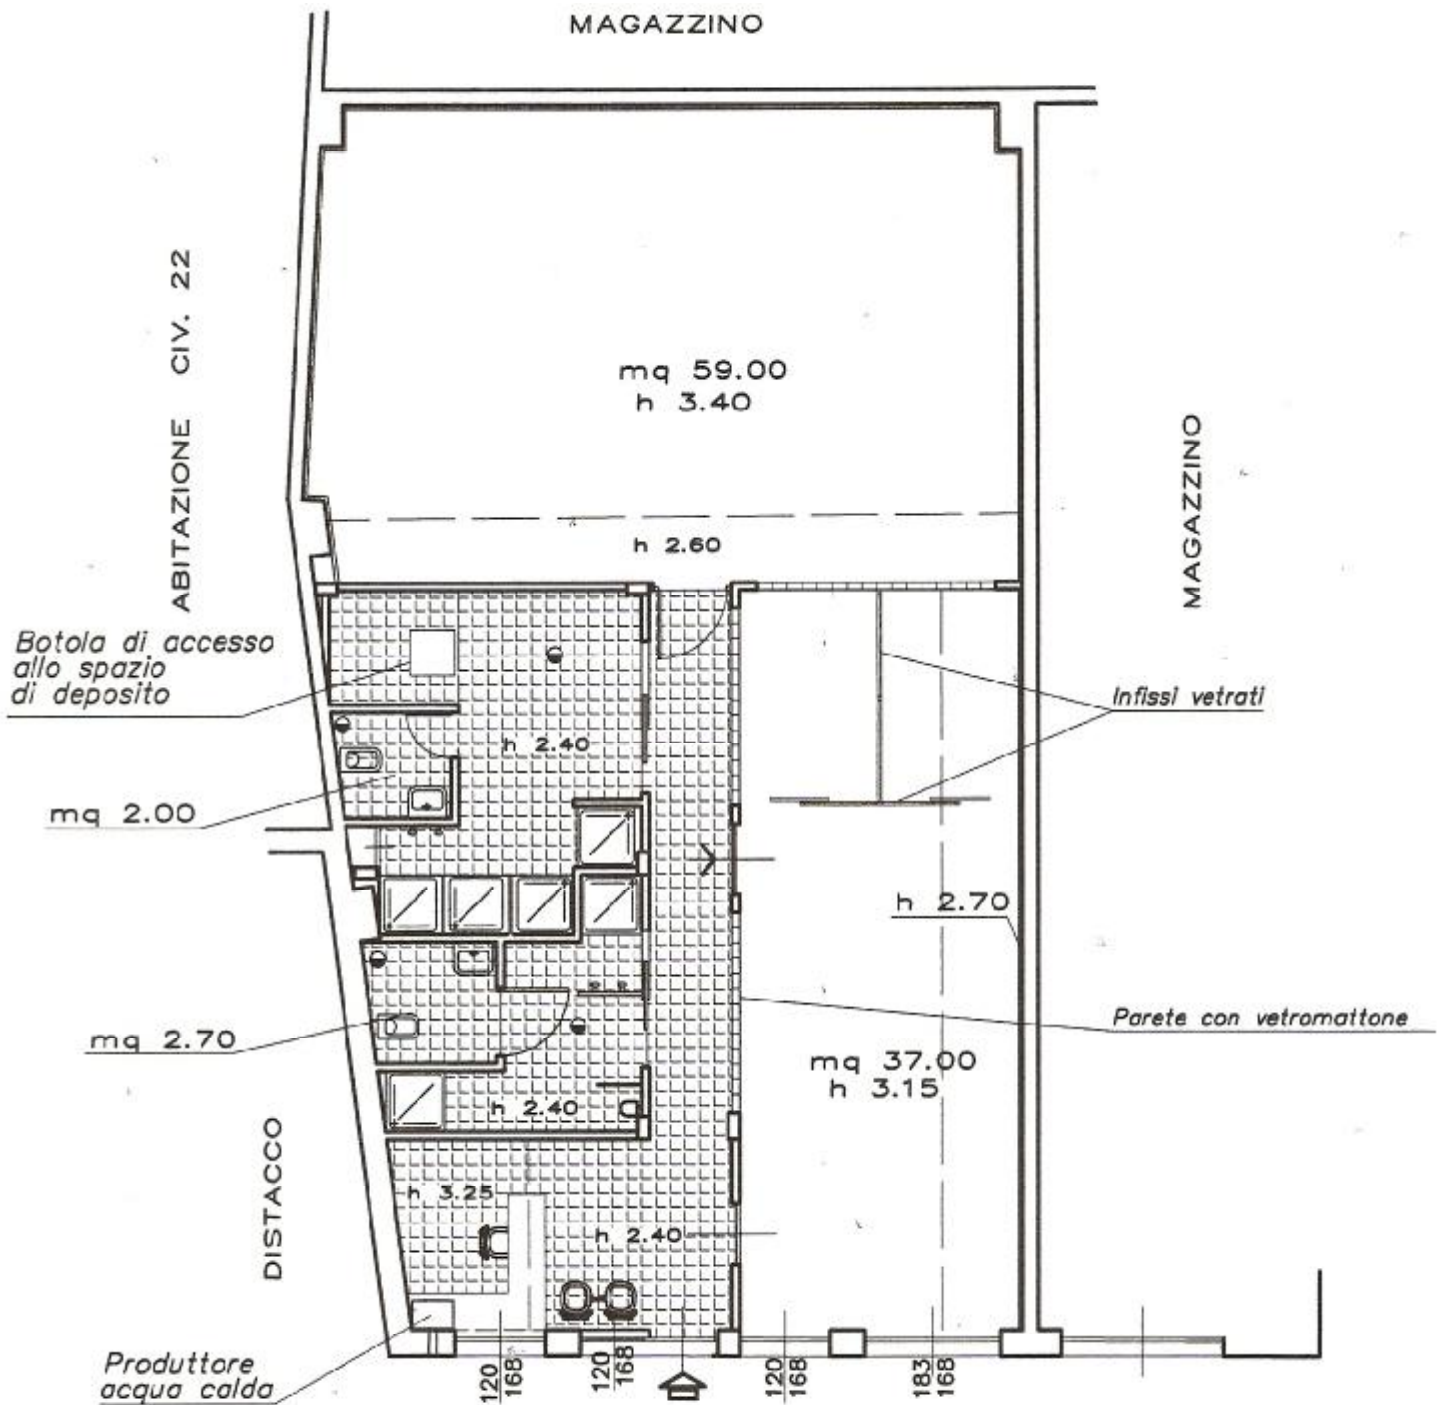 MAGAZZINO
ABITAZIONE CIV. 22
mq 59.00
h 3.40
MAGAZZINO
h 2.60
Botola di accesso
allo spazio
di deposito
Infissi vetrati
h 2.40
mq 2.00
h 2.70
Parete con vetromattone
mq 2.70
mq 37.00
h 3.15
h 2.40
DISTACCO
h 3.25
h 2.40
Produttore
acqua calda
120
168
120
168
120
168
183
168